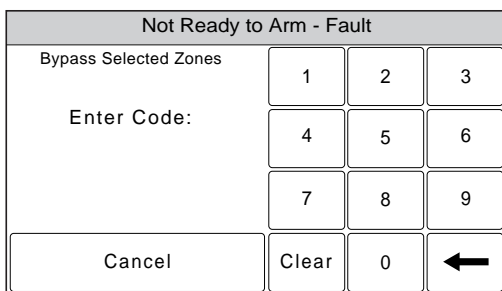 Not Ready to Arm - Fault
Bypass Selected Zones
Enter Code:
1 2 3
4 5 6
7 8 9
Cancel Clear 0